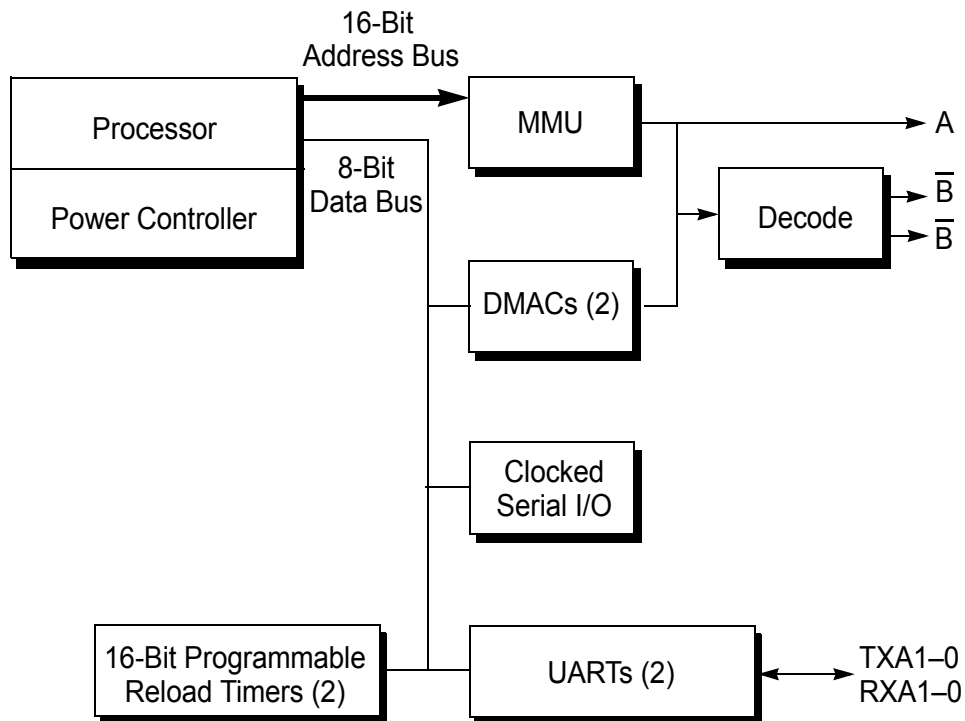 16-Bit
Address Bus
Processor
MMU
A
8-Bit
Data Bus
Power Controller
Decode
B̅
B̅
DMACs (2)
Clocked
Serial I/O
16-Bit Programmable
Reload Timers (2)
UARTs (2)
TXA1–0
RXA1–0